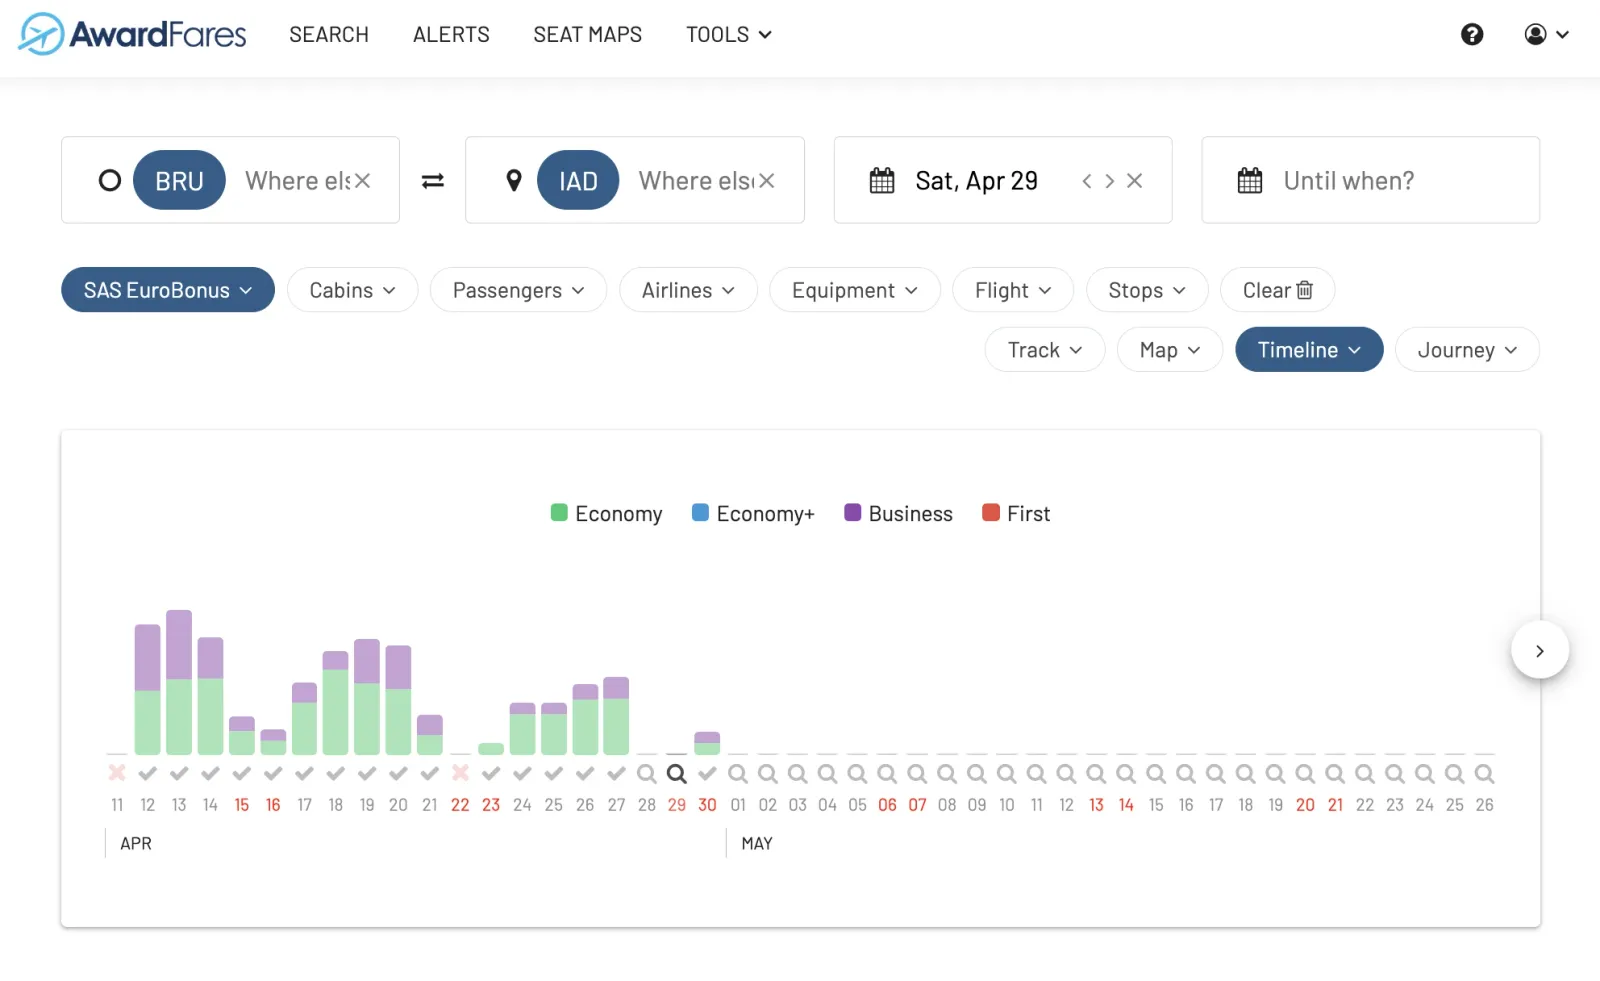 AwardFares SEARCH ALERTS SEAT MAPS TOOLS
BRU Where els IAD Where else Sat, Apr 29 Until when?
SAS EuroBonus Cabins Passengers Airlines Equipment Flight Stops Clear
Track Map Timeline Journey
Economy Economy+ Business First
11 12 13 14 15 16 17 18 19 20 21 22 23 24 25 26 27 28 29 30 01 02 03 04 05 06 07 08 09 10 11 12 13 14 15 16 17 18 19 20 21 22 23 24 25 26
APR MAY